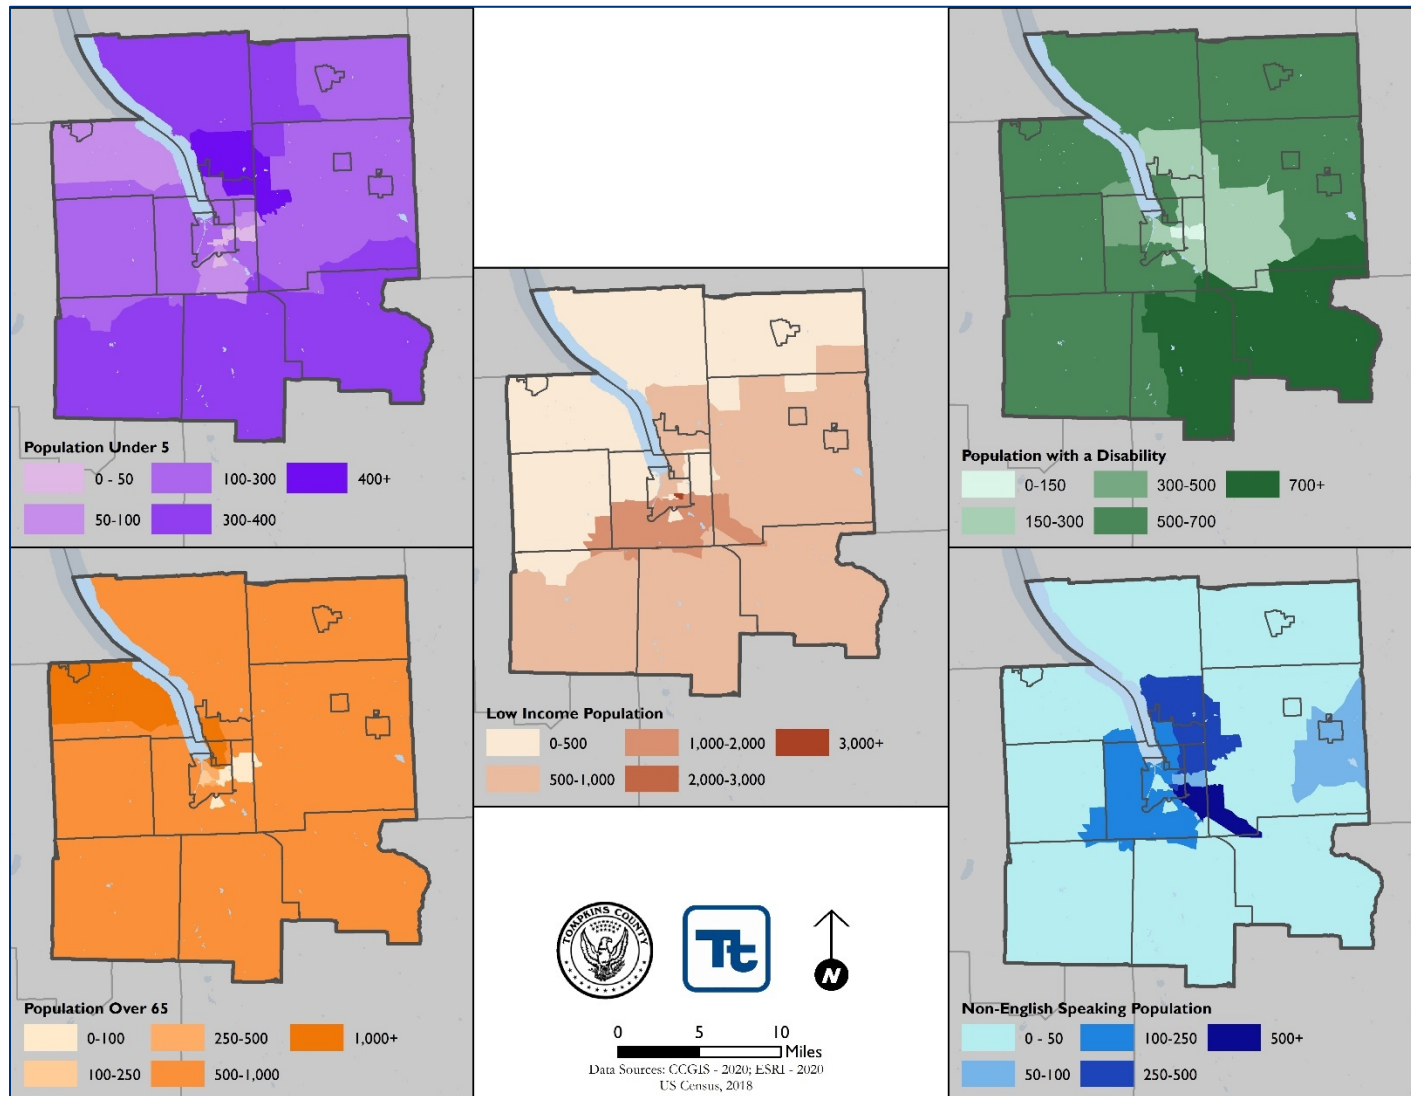 Population Under 5
0 - 50
100-300
400+
50-100
300-400
Population with a Disability
0-150
300-500
700+
150-300
500-700
Low Income Population
0-500
1,000-2,000
3,000+
500-1,000
2,000-3,000
Population Over 65
0-100
250-500
1,000+
100-250
500-1,000
TOMPKINS COUNTY
Tt
N
0 5 10
Miles
Data Sources: CCGIS - 2020; ESRI - 2020
US Census, 2018
Non-English Speaking Population
0 - 50
100-250
500+
50-100
250-500